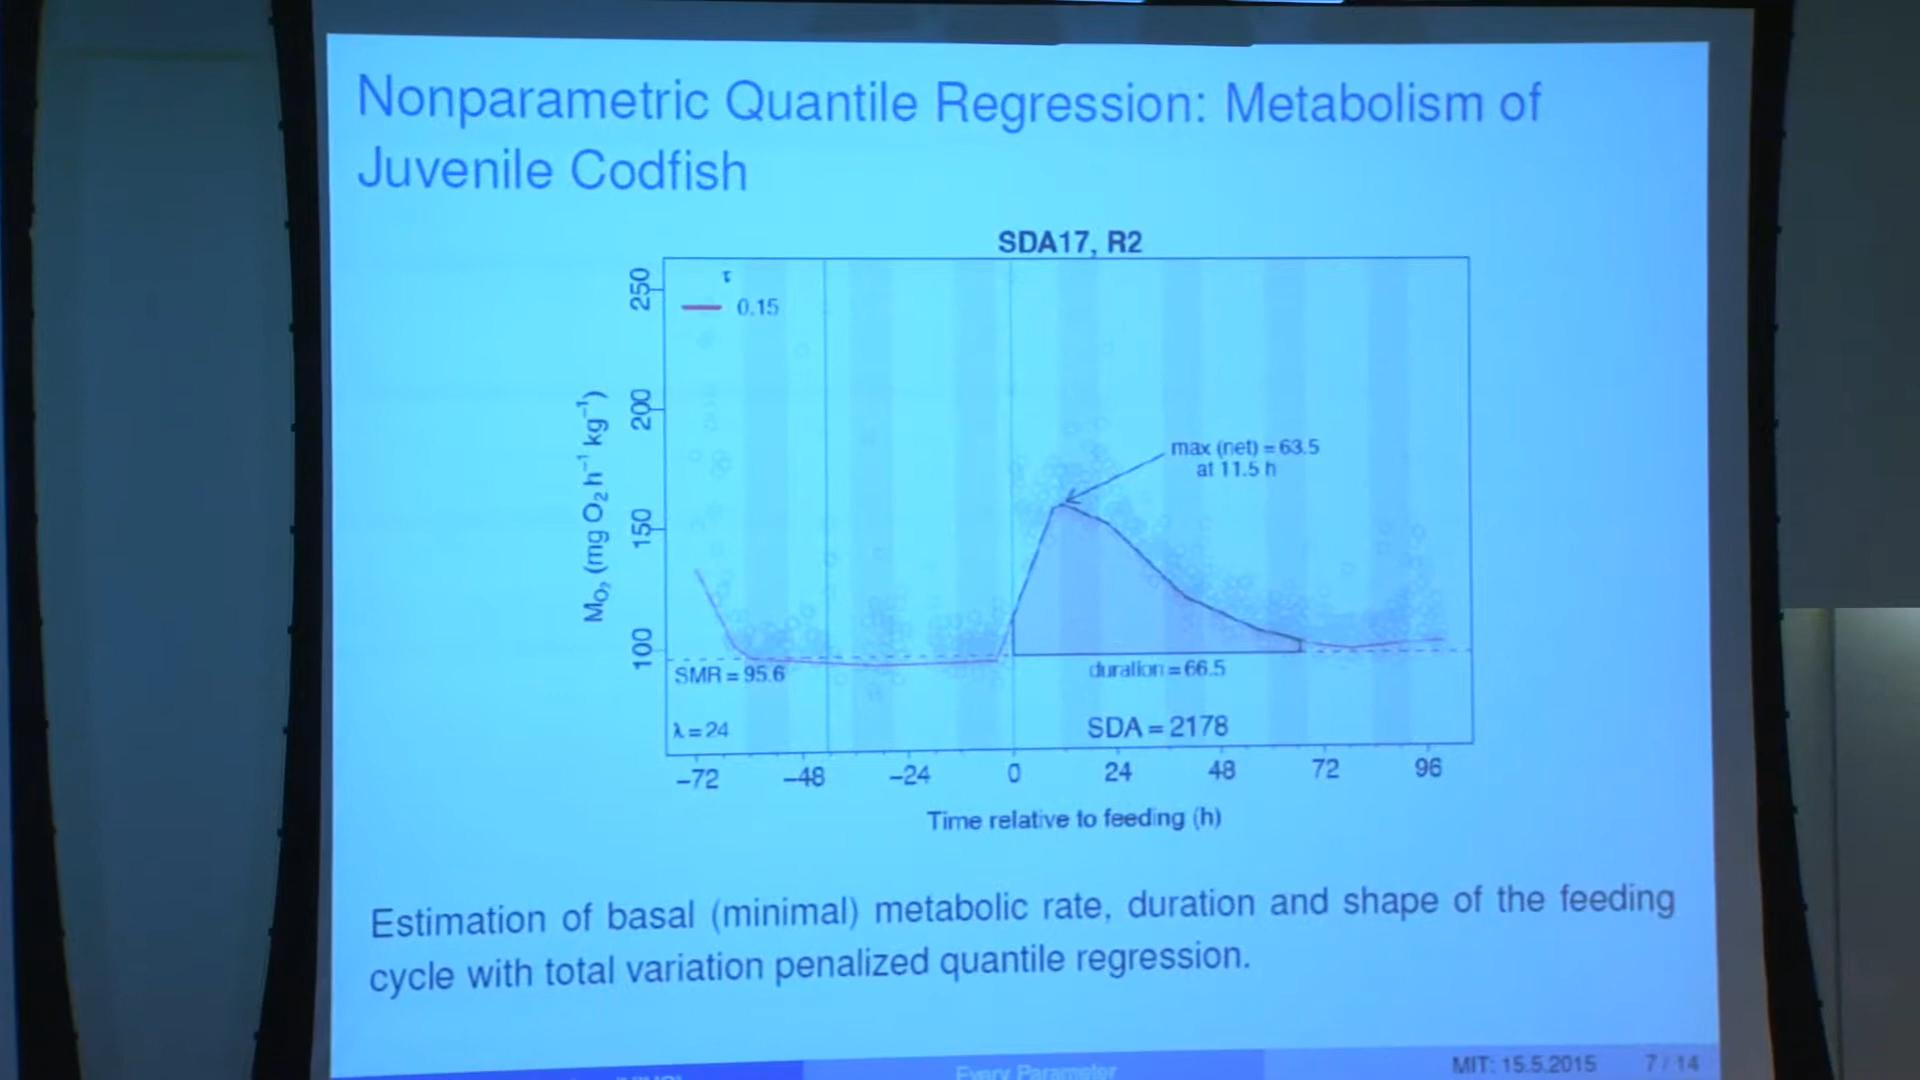 Nonparametric Quantile Regression: Metabolism of
Juvenile Codfish
SDA17, R2
τ
0.15
250
200
150
100
Mo₂ (mg O₂ h⁻¹ kg⁻¹)
max (net) = 63.5
at 11.5 h
SMR = 95.6
duration = 66.5
λ = 24
SDA = 2178
−72 −48 −24 0 24 48 72 96
Time relative to feeding (h)
Estimation of basal (minimal) metabolic rate, duration and shape of the feeding
cycle with total variation penalized quantile regression.
Every Parameter
MIT: 15.5.2015 7 / 14